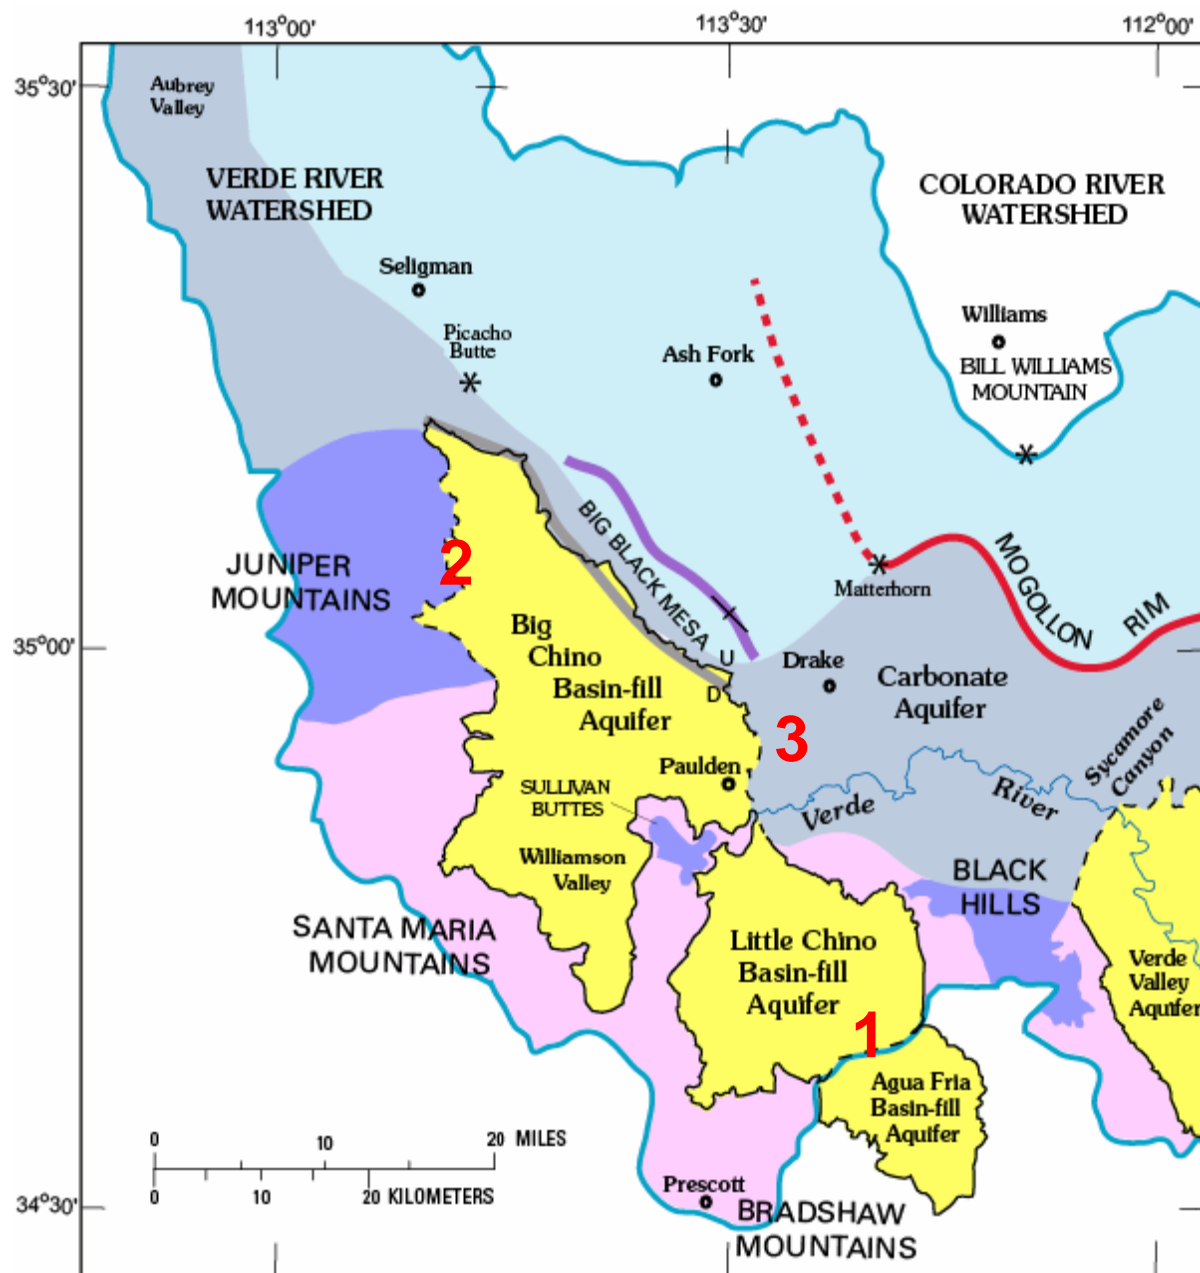 113°00'
113°30'
112°00'
35°30'
Aubrey
Valley
VERDE RIVER
WATERSHED
COLORADO RIVER
WATERSHED
Seligman
Picacho
Butte
Ash Fork
Williams
BILL WILLIAMS
MOUNTAIN
BIG BLACK MESA
MOGOLLON
RIM
Matterhorn
JUNIPER
MOUNTAINS
2
35°00'
Big
Chino
Basin-fill
Aquifer
U
D
Drake
Carbonate
Aquifer
3
Sycamore
Canyon
Paulden
SULLIVAN
BUTTES
Verde
River
Williamson
Valley
BLACK
HILLS
SANTA MARIA
MOUNTAINS
Little Chino
Basin-fill
Aquifer
Verde
Valley
Aquifer
1
Agua Fria
Basin-fill
Aquifer
0 10 20 MILES
0 10 20 KILOMETERS
34°30'
Prescott
BRADSHAW
MOUNTAINS